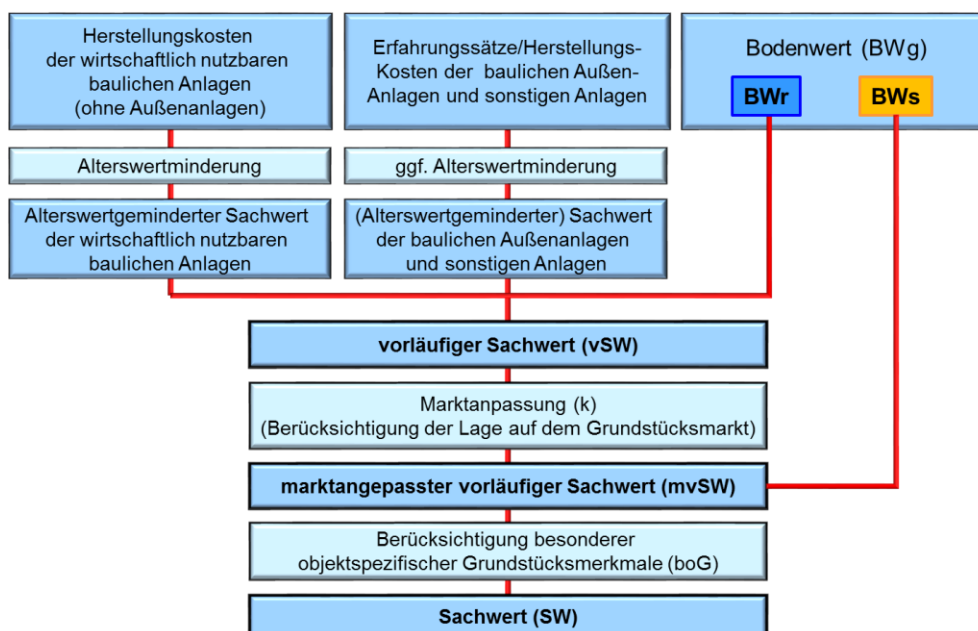 Herstellungskosten
der wirtschaftlich nutzbaren
baulichen Anlagen
(ohne Außenanlagen)
Erfahrungssätze/Herstellungs-
Kosten der baulichen Außen-
Anlagen und sonstigen Anlagen
Bodenwert (BWg)
BWr
BWs
Alterswertminderung
ggf. Alterswertminderung
Alterswertgeminderter Sachwert
der wirtschaftlich nutzbaren
baulichen Anlagen
(Alterswertgeminderter) Sachwert
der baulichen Außenanlagen
und sonstigen Anlagen
vorläufiger Sachwert (vSW)
Marktanpassung (k)
(Berücksichtigung der Lage auf dem Grundstücksmarkt)
marktangepasster vorläufiger Sachwert (mvSW)
Berücksichtigung besonderer
objektspezifischer Grundstücksmerkmale (boG)
Sachwert (SW)